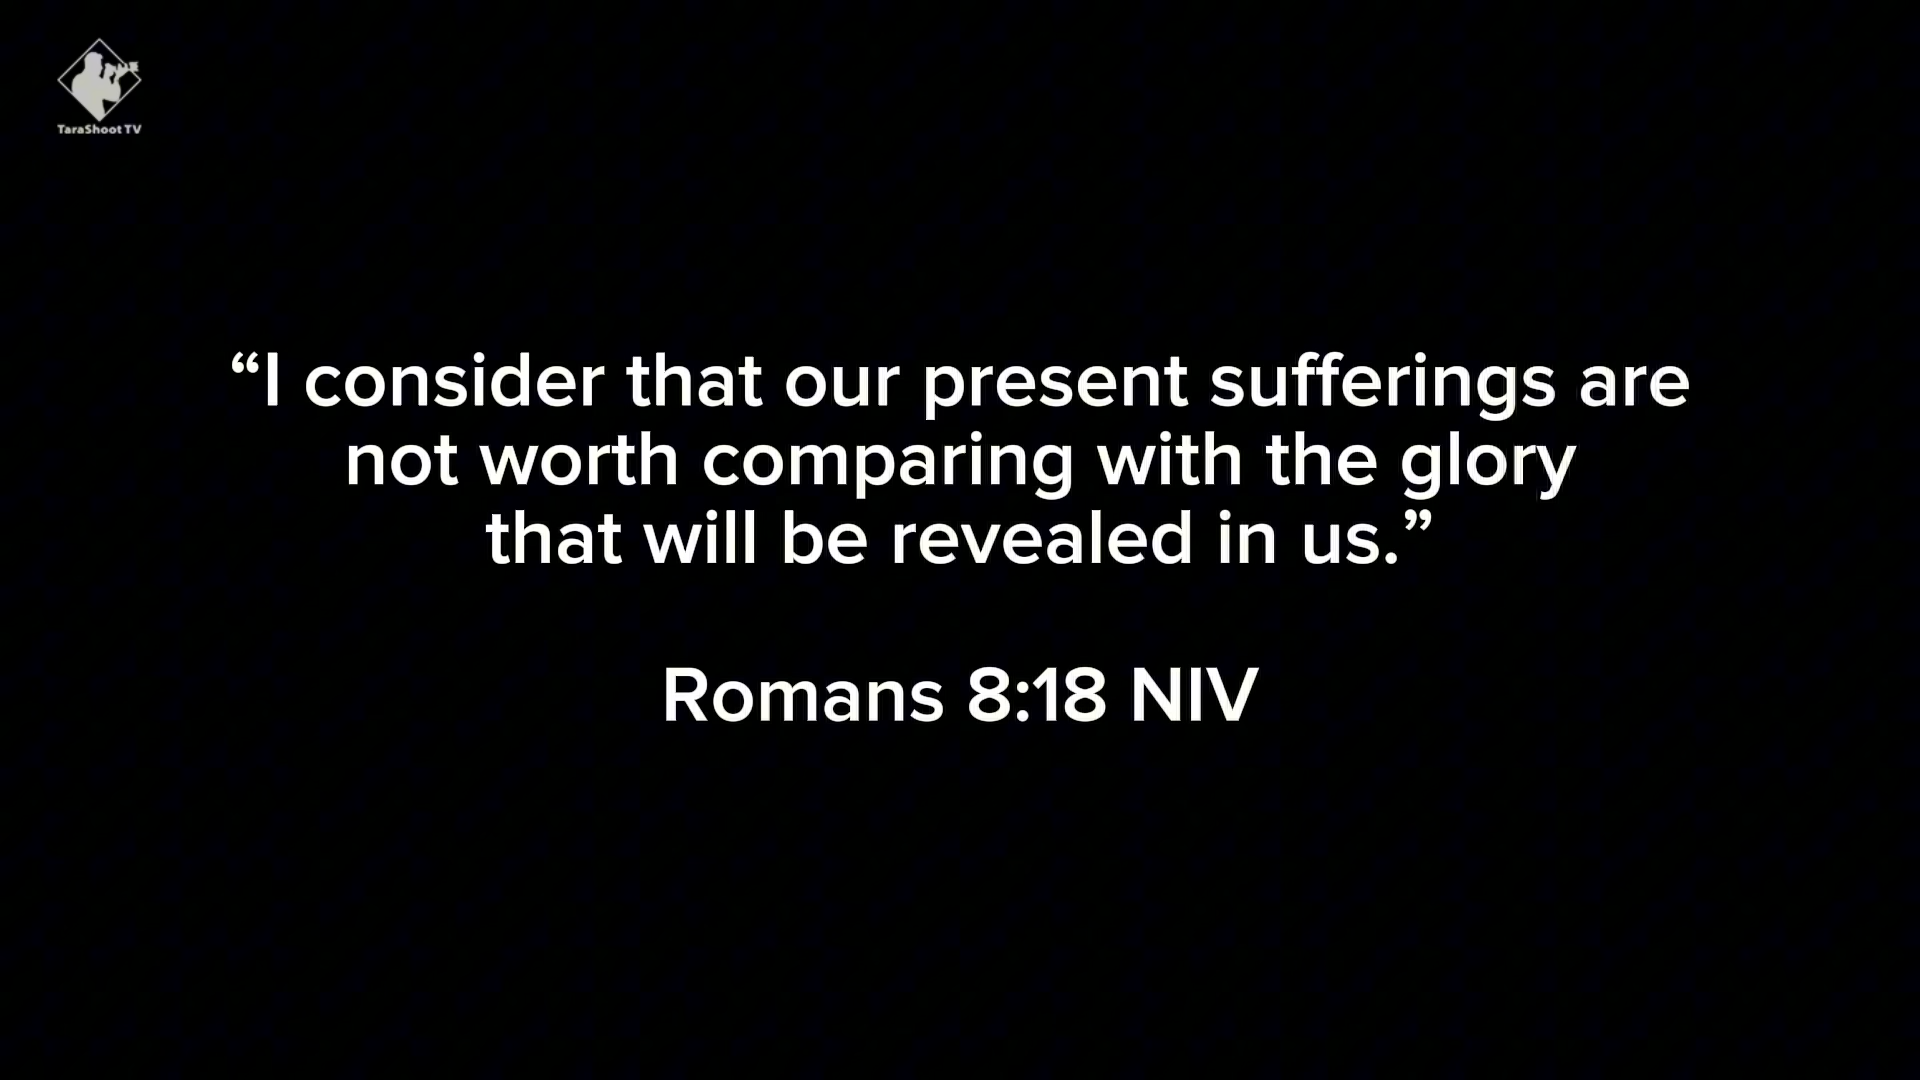 TaraShoot TV
“I consider that our present sufferings are
not worth comparing with the glory
that will be revealed in us.”
Romans 8:18 NIV